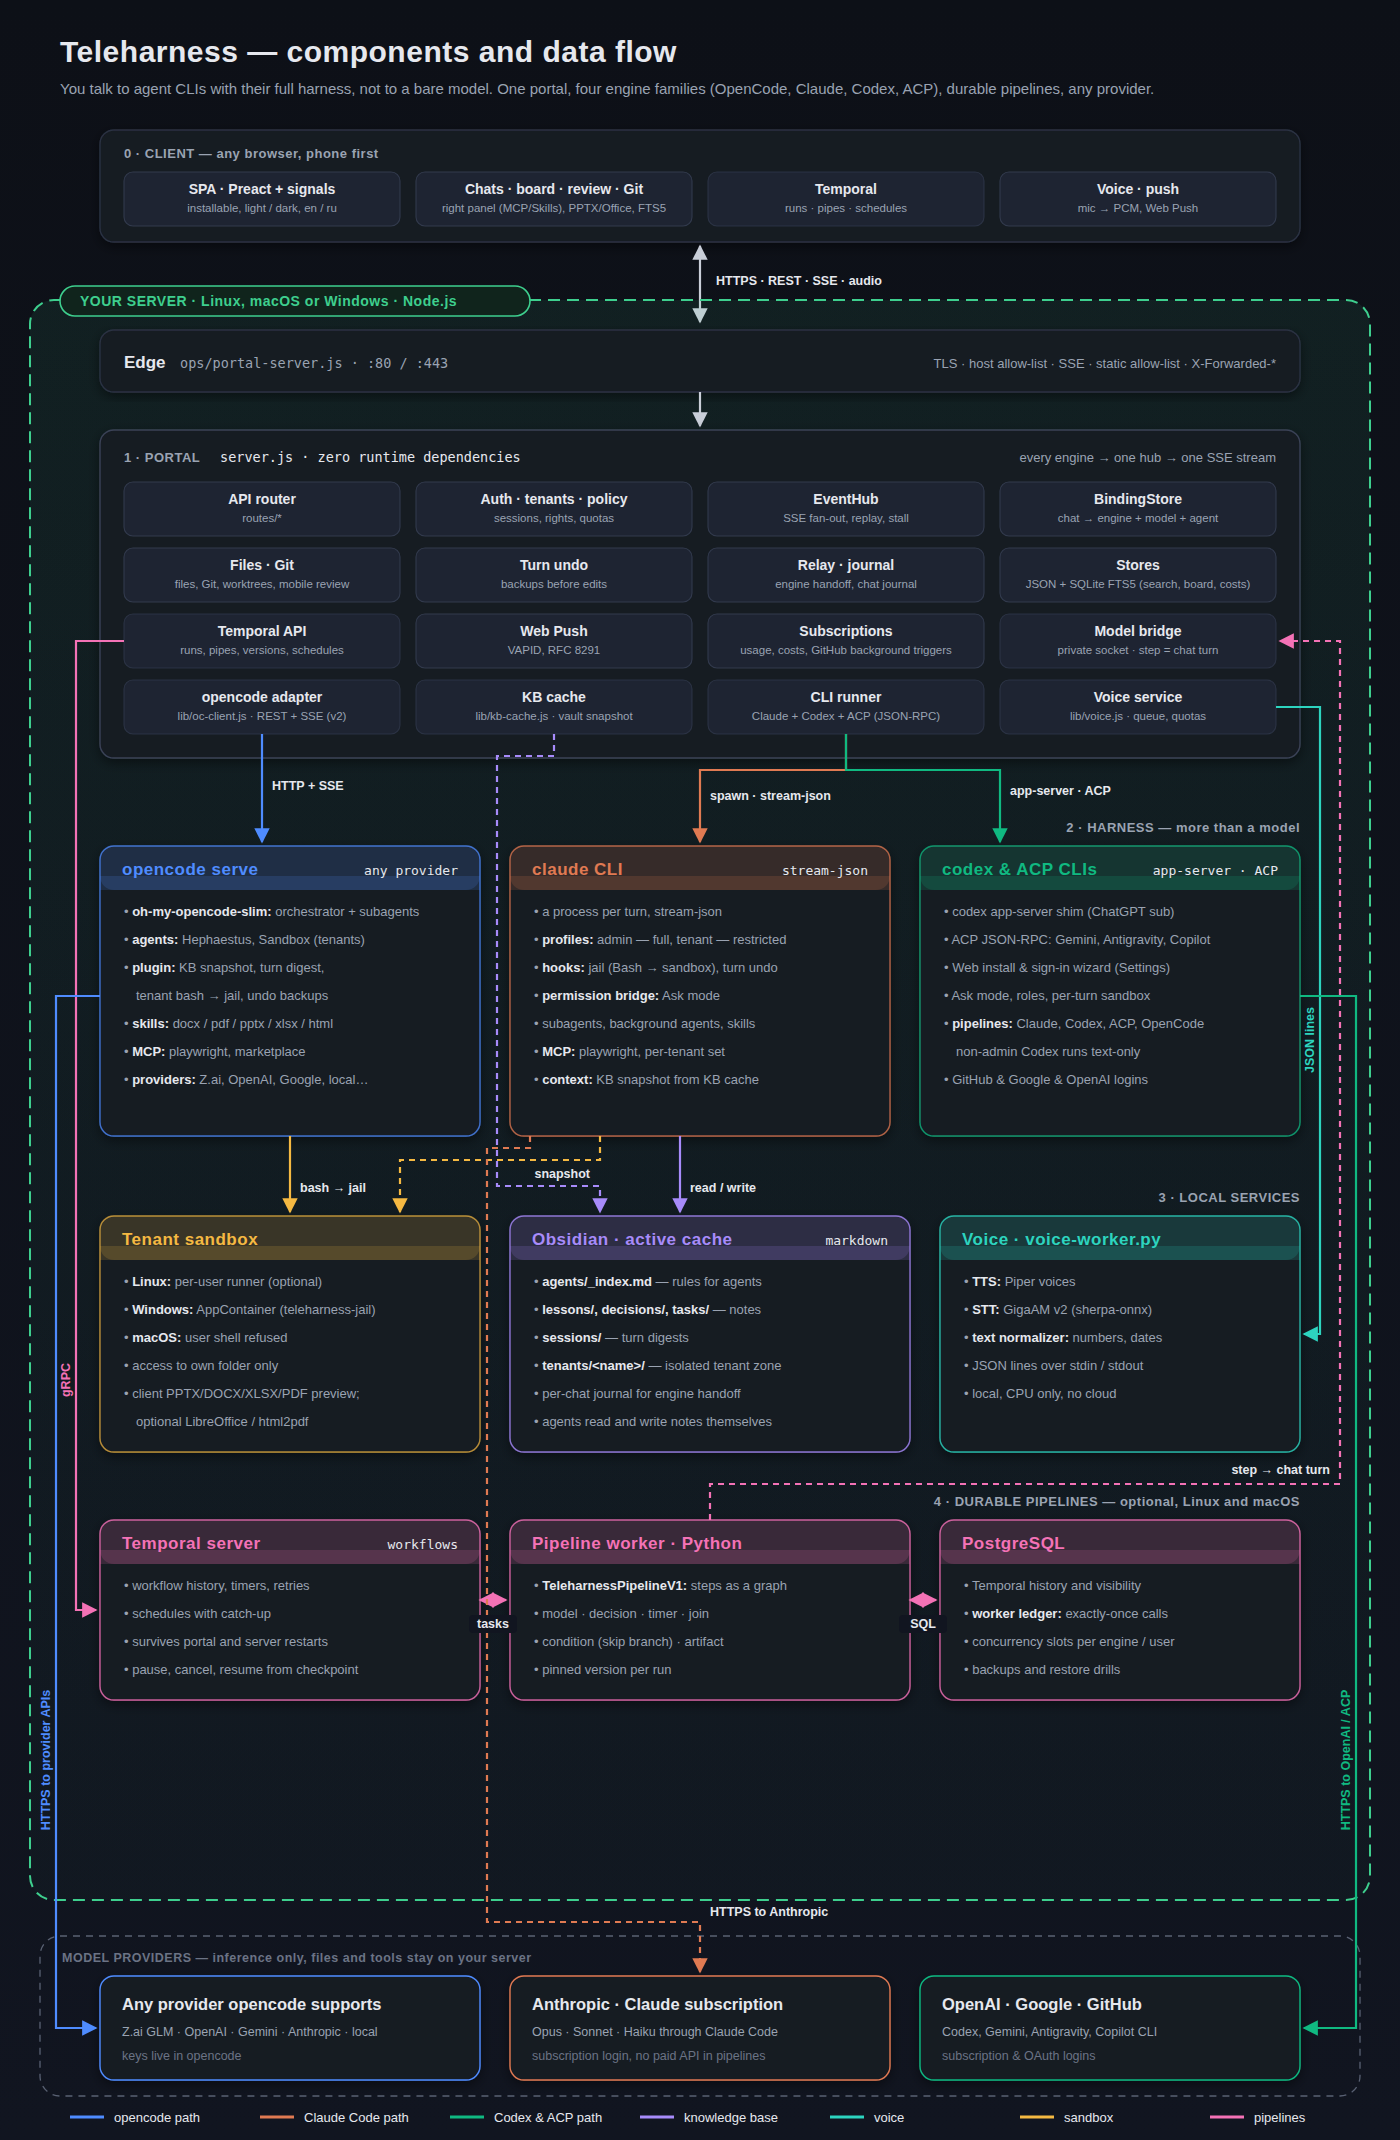 Teleharness — components and data flow
You talk to agent CLIs with their full harness, not to a bare model. One portal, four engine families (OpenCode, Claude, Codex, ACP), durable pipelines, any provider.
0 · CLIENT — any browser, phone first
SPA · Preact + signals
installable, light / dark, en / ru
Chats · board · review · Git
right panel (MCP/Skills), PPTX/Office, FTS5
Temporal
runs · pipes · schedules
Voice · push
mic → PCM, Web Push
HTTPS · REST · SSE · audio
YOUR SERVER · Linux, macOS or Windows · Node.js
Edge ops/portal-server.js · :80 / :443
TLS · host allow-list · SSE · static allow-list · X-Forwarded-*
1 · PORTAL server.js · zero runtime dependencies
every engine → one hub → one SSE stream
API router
routes/*
Auth · tenants · policy
sessions, rights, quotas
EventHub
SSE fan-out, replay, stall
BindingStore
chat → engine + model + agent
Files · Git
files, Git, worktrees, mobile review
Turn undo
backups before edits
Relay · journal
engine handoff, chat journal
Stores
JSON + SQLite FTS5 (search, board, costs)
Temporal API
runs, pipes, versions, schedules
Web Push
VAPID, RFC 8291
Subscriptions
usage, costs, GitHub background triggers
Model bridge
private socket · step = chat turn
opencode adapter
lib/oc-client.js · REST + SSE (v2)
KB cache
lib/kb-cache.js · vault snapshot
CLI runner
Claude + Codex + ACP (JSON-RPC)
Voice service
lib/voice.js · queue, quotas
HTTP + SSE
spawn · stream-json
app-server · ACP
2 · HARNESS — more than a model
opencode serve any provider
• oh-my-opencode-slim: orchestrator + subagents
• agents: Hephaestus, Sandbox (tenants)
• plugin: KB snapshot, turn digest,
tenant bash → jail, undo backups
• skills: docx / pdf / pptx / xlsx / html
• MCP: playwright, marketplace
• providers: Z.ai, OpenAI, Google, local…
claude CLI stream-json
• a process per turn, stream-json
• profiles: admin — full, tenant — restricted
• hooks: jail (Bash → sandbox), turn undo
• permission bridge: Ask mode
• subagents, background agents, skills
• MCP: playwright, per-tenant set
• context: KB snapshot from KB cache
codex & ACP CLIs app-server · ACP
• codex app-server shim (ChatGPT sub)
• ACP JSON-RPC: Gemini, Antigravity, Copilot
• Web install & sign-in wizard (Settings)
• Ask mode, roles, per-turn sandbox
• pipelines: Claude, Codex, ACP, OpenCode
non-admin Codex runs text-only
• GitHub & Google & OpenAI logins
JSON lines
bash → jail
snapshot
read / write
3 · LOCAL SERVICES
Tenant sandbox
• Linux: per-user runner (optional)
• Windows: AppContainer (teleharness-jail)
• macOS: user shell refused
• access to own folder only
• client PPTX/DOCX/XLSX/PDF preview;
optional LibreOffice / html2pdf
Obsidian · active cache markdown
• agents/_index.md — rules for agents
• lessons/, decisions/, tasks/ — notes
• sessions/ — turn digests
• tenants/<name>/ — isolated tenant zone
• per-chat journal for engine handoff
• agents read and write notes themselves
Voice · voice-worker.py
• TTS: Piper voices
• STT: GigaAM v2 (sherpa-onnx)
• text normalizer: numbers, dates
• JSON lines over stdin / stdout
• local, CPU only, no cloud
gRPC
step → chat turn
4 · DURABLE PIPELINES — optional, Linux and macOS
Temporal server workflows
• workflow history, timers, retries
• schedules with catch-up
• survives portal and server restarts
• pause, cancel, resume from checkpoint
tasks
Pipeline worker · Python
• TeleharnessPipelineV1: steps as a graph
• model · decision · timer · join
• condition (skip branch) · artifact
• pinned version per run
SQL
PostgreSQL
• Temporal history and visibility
• worker ledger: exactly-once calls
• concurrency slots per engine / user
• backups and restore drills
HTTPS to provider APIs
HTTPS to OpenAI / ACP
HTTPS to Anthropic
MODEL PROVIDERS — inference only, files and tools stay on your server
Any provider opencode supports
Z.ai GLM · OpenAI · Gemini · Anthropic · local
keys live in opencode
Anthropic · Claude subscription
Opus · Sonnet · Haiku through Claude Code
subscription login, no paid API in pipelines
OpenAI · Google · GitHub
Codex, Gemini, Antigravity, Copilot CLI
subscription & OAuth logins
opencode path
Claude Code path
Codex & ACP path
knowledge base
voice
sandbox
pipelines